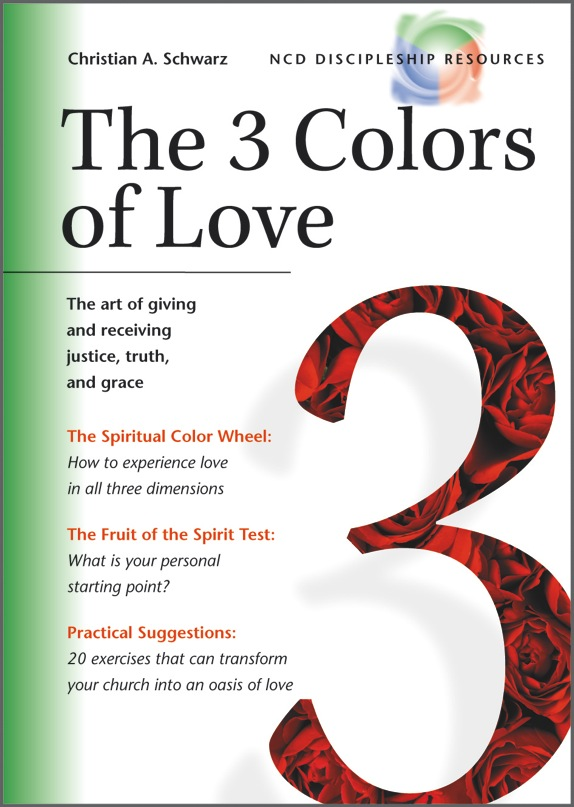 Christian A. Schwarz
NCD DISCIPLESHIP RESOURCES
The 3 Colors
of Love
The art of giving
and receiving
justice, truth,
and grace
The Spiritual Color Wheel:
How to experience love
in all three dimensions
The Fruit of the Spirit Test:
What is your personal
starting point?
Practical Suggestions:
20 exercises that can transform
your church into an oasis of love
3